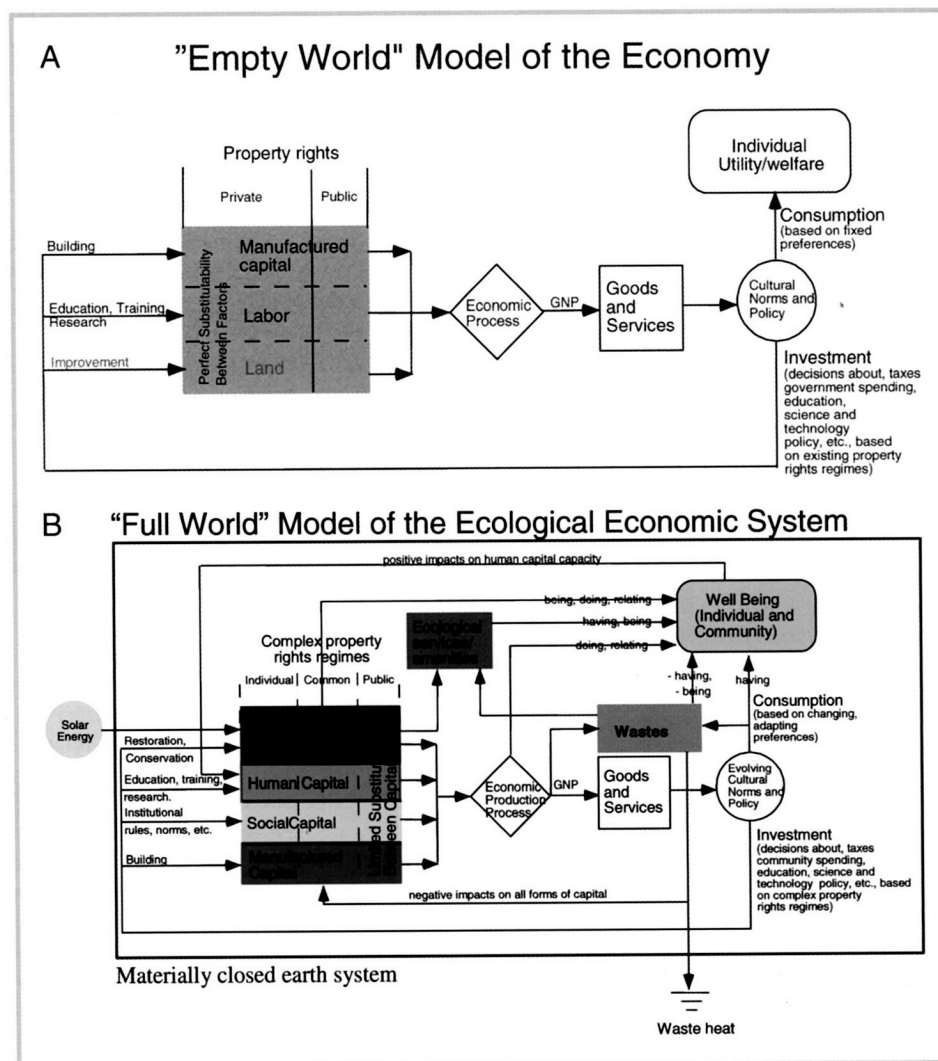 A
”Empty World" Model of the Economy
Property rights
Private
Public
Building
Education, Training
Research
Improvement
Perfect Substitutability
Between Factors
Manufactured
capital
Labor
Land
Economic
Process
GNP
Goods
and
Services
Cultural
Norms and
Policy
Individual
Utility/welfare
Consumption
(based on fixed
preferences)
Investment
(decisions about, taxes
government spending,
education,
science and
technology
policy, etc., based
on existing property
rights regimes)
B
“Full World” Model of the Ecological Economic System
positive impacts on human capital capacity
being, doing, relating
having, being
doing, relating
Well Being
(Individual and
Community)
Ecological
Complex property
rights regimes
Individual
Common
Public
Solar
Energy
Restoration,
Conservation
Education, training,
research.
Institutional
rules, norms, etc.
Building
Human Capital
SocialCapital
Manufactured
Capital
Between Capital
Economic
Production
Process
GNP
Wastes
Goods
and
Services
- having,
- being
having
Consumption
(based on changing,
adapting
preferences)
Evolving
Cultural
Norms and
Policy
Investment
(decisions about, taxes
community spending,
education, science and
technology policy, etc., based
on complex property
rights regimes)
negative impacts on all forms of capital
Materially closed earth system
Waste heat